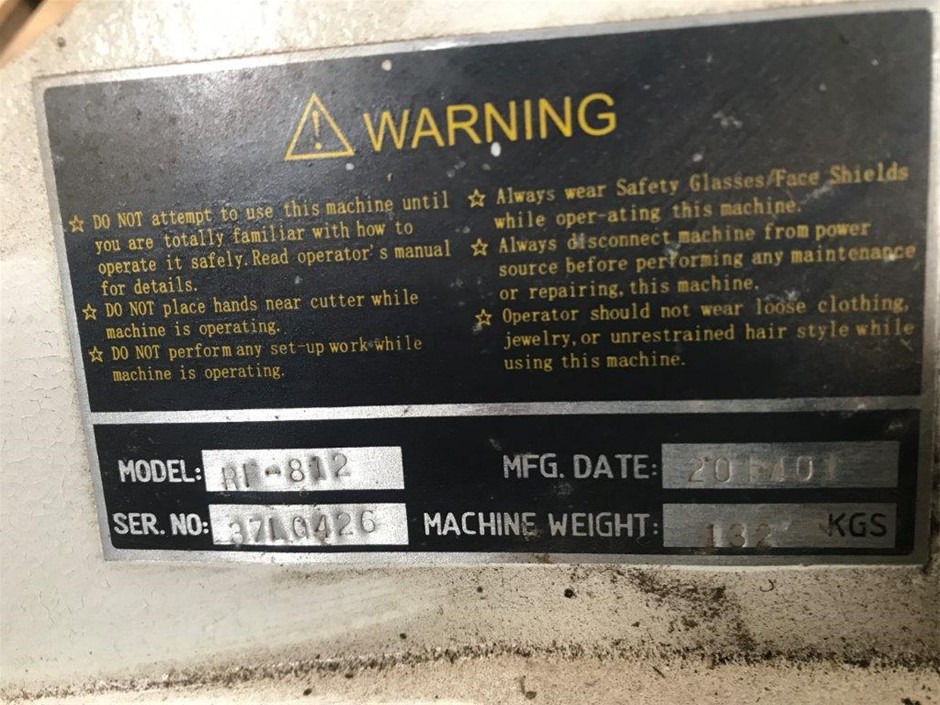 WARNING
☆ DO NOT attempt to use this machine until
you are totally familiar with how to
operate it safely. Read operator's manual
for details.
☆ DO NOT place hands near cutter while
machine is operating.
☆ DO NOT perform any set-up work while
machine is operating.
☆ Always wear Safety Glasses/Face Shields
while oper-ating this machine.
☆ Always disconnect machine from power
source before performing any maintenance
or repairing, this machine.
☆ Operator should not wear loose clothing,
jewelry, or unrestrained hair style while
using this machine.
MODEL:
MFG. DATE:
SER. NO:
MACHINE WEIGHT: 132 KGS